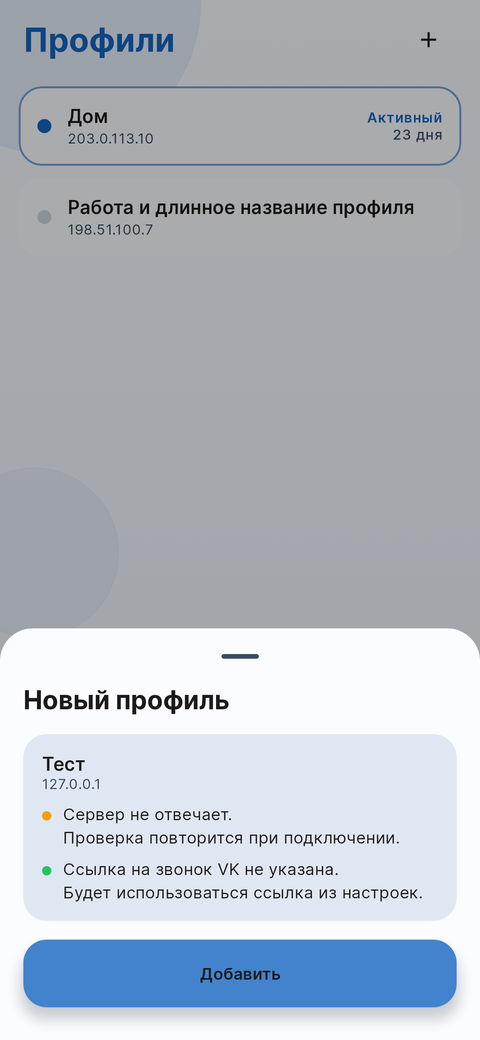 Профили
+
Дом
203.0.113.10
Активный
23 дня
Работа и длинное название профиля
198.51.100.7
Новый профиль
Тест
127.0.0.1
Сервер не отвечает.
Проверка повторится при подключении.
Ссылка на звонок VK не указана.
Будет использоваться ссылка из настроек.
Добавить